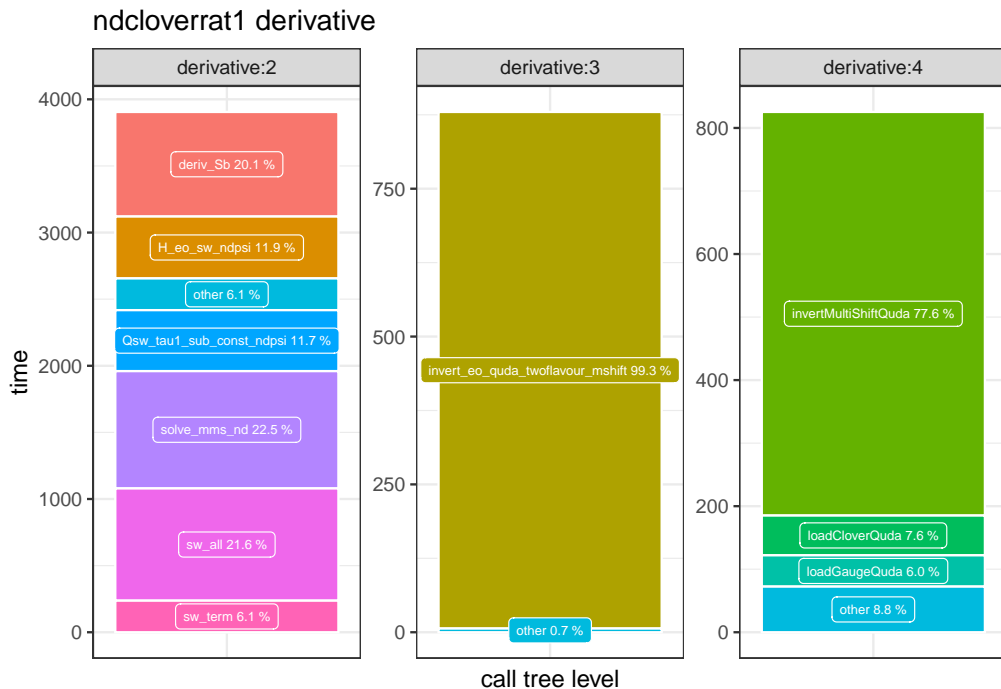 ndcloverrat1 derivative
derivative:2
derivative:3
derivative:4
time
4000
3000
2000
1000
0
deriv_Sb 20.1 %
H_eo_sw_ndpsi 11.9 %
other 6.1 %
Qsw_tau1_sub_const_ndpsi 11.7 %
solve_mms_nd 22.5 %
sw_all 21.6 %
sw_term 6.1 %
750
500
250
0
invert_eo_quda_twoflavour_mshift 99.3 %
other 0.7 %
800
600
400
200
0
invertMultiShiftQuda 77.6 %
loadCloverQuda 7.6 %
loadGaugeQuda 6.0 %
other 8.8 %
call tree level